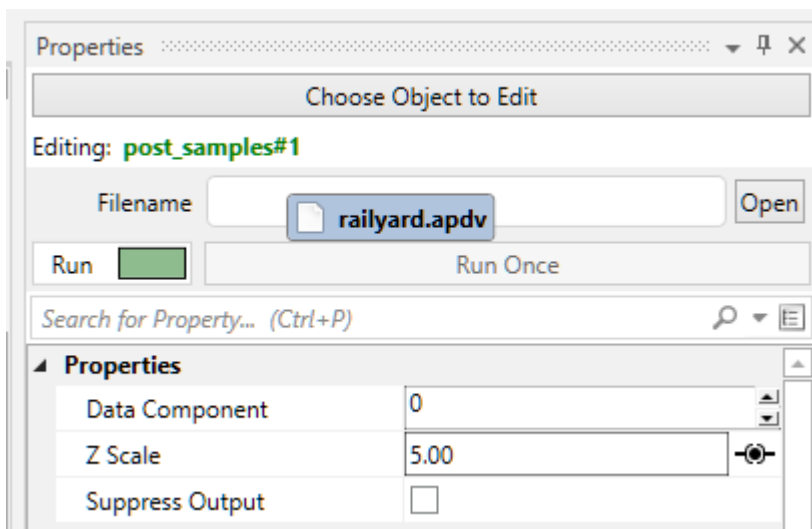 Properties
Choose Object to Edit
Editing: post_samples#1
Filename railyard.apdv Open
Run Run Once
Search for Property... (Ctrl+P)
Properties
Data Component 0
Z Scale 5.00
Suppress Output